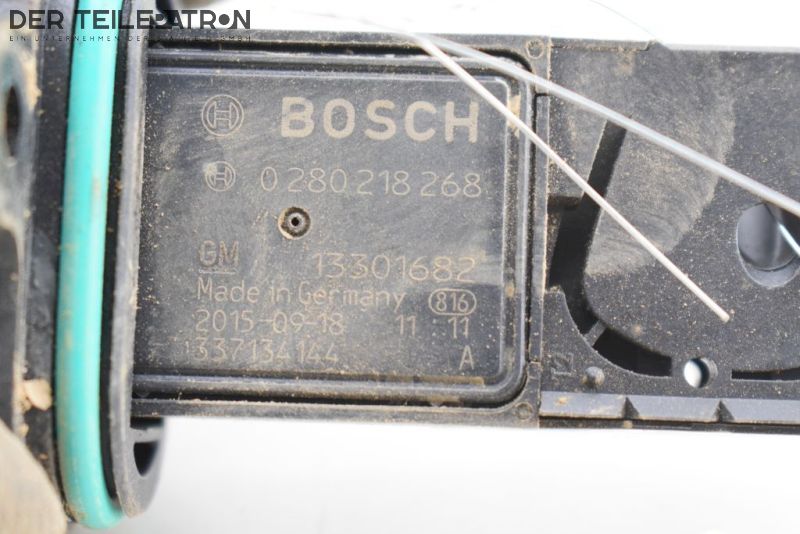 DER TEILEPATRON
BOSCH
0 280 218 268
GM 13301682
Made in Germany 816
2015-09-18 11 11
1337134144 A